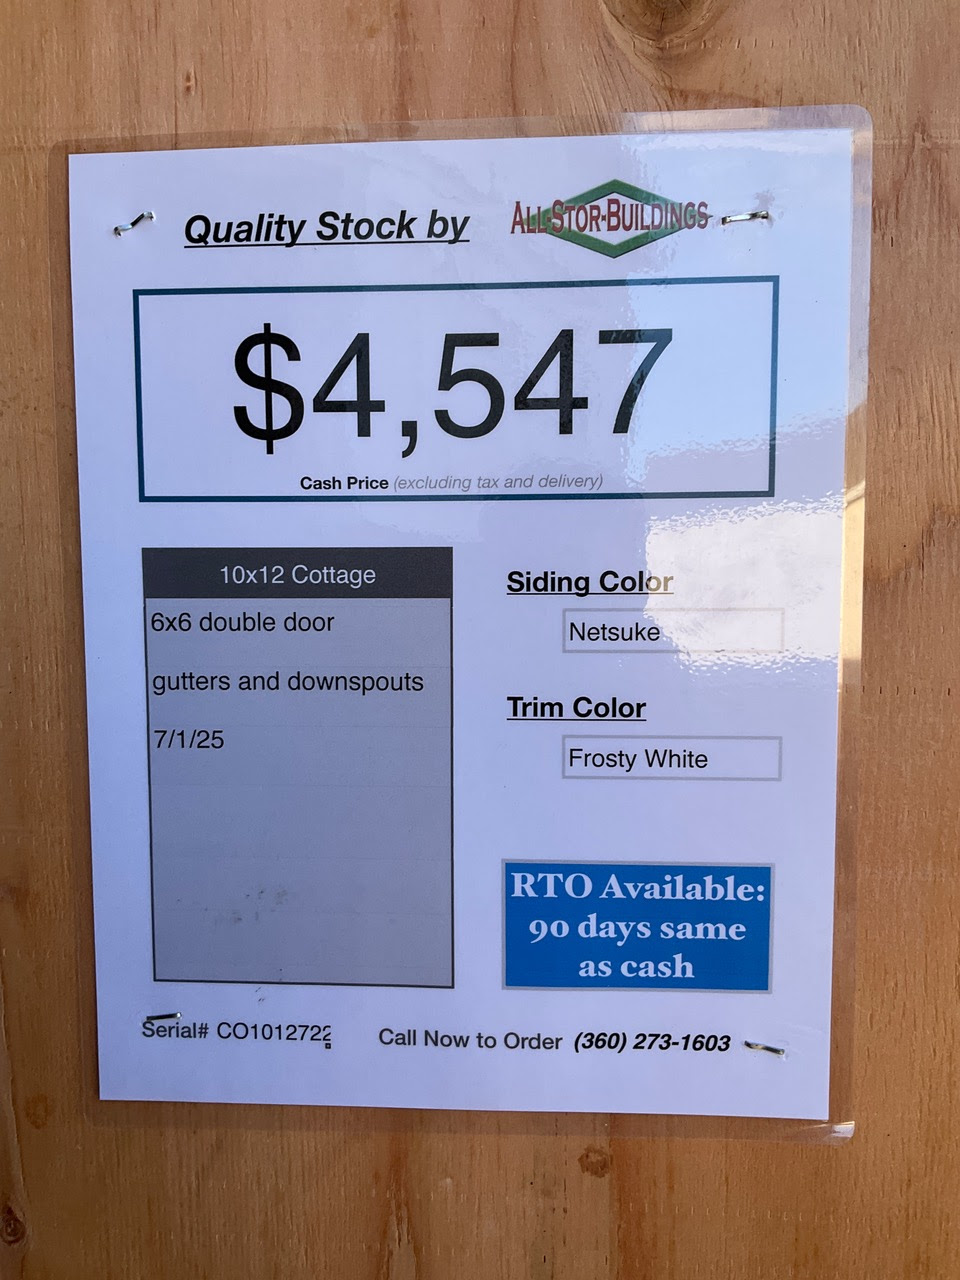 Quality Stock by
ALL-STOR-BUILDINGS
$4,547
Cash Price (excluding tax and delivery)
10x12 Cottage
6x6 double door
gutters and downspouts
7/1/25
Siding Color
Netsuke
Trim Color
Frosty White
RTO Available:
90 days same
as cash
Serial# CO1012722
Call Now to Order (360) 273-1603